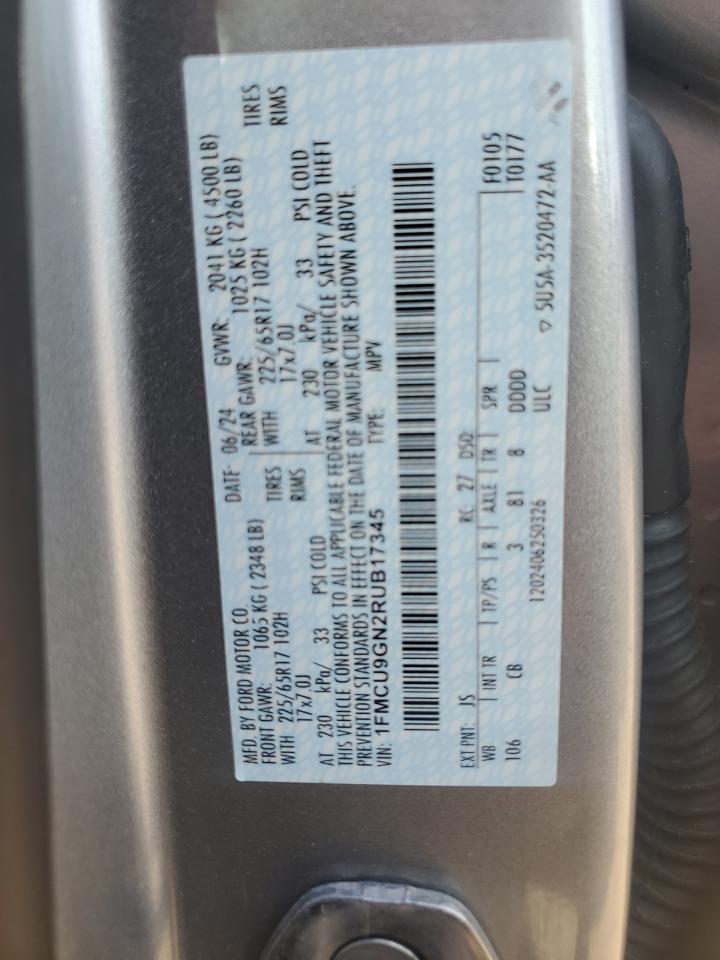 MFD. BY FORD MOTOR CO.
DATE: 06/24 GVWR: 2041 KG ( 4500 LB)
FRONT GAWR: 1065 KG ( 2348 LB) REAR GAWR: 1025 KG ( 2260 LB)
WITH 225/65R17 102H TIRES WITH 225/65R17 102H TIRES
17x7.0J RIMS 17x7.0J RIMS
AT 230 kPa/ 33 PSI COLD AT 230 kPa/ 33 PSI COLD
THIS VEHICLE CONFORMS TO ALL APPLICABLE FEDERAL MOTOR VEHICLE SAFETY AND THEFT
PREVENTION STANDARDS IN EFFECT ON THE DATE OF MANUFACTURE SHOWN ABOVE.
VIN: 1FMCU9GN2RUB17345 TYPE: MPV
EXT PNT: JS RC: 27 DSO: F0105
WB INT TR TP/PS R AXLE TR SPR T0177
106 CB 3 81 8 DDDD
1202406250326 ULC ▽ 5U5A-3520472-AA